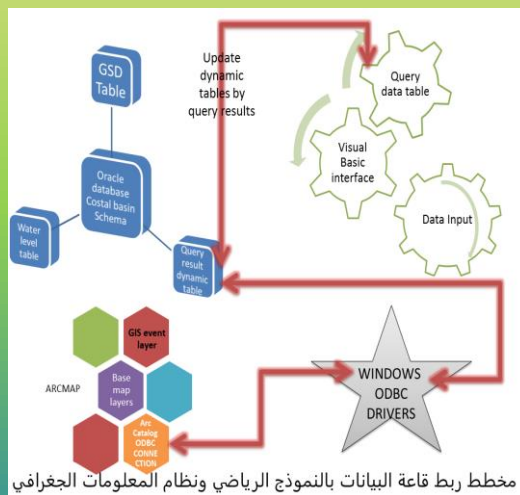 GSD
Table
Update
dynamic
tables by
query results
Query
data table
Visual
Basic
interface
Data Input
Oracle
database
Costal basin
Schema
Water
level
table
Query
result
dynamic
table
GIS event
layer
ARCMAP
Base
map
layers
Arc
Catalog
ODBC
CONNE
CTION
WINDOWS
ODBC
DRIVERS
مخطط ربط قاعة البيانات بالنموذج الرياضي ونظام المعلومات الجغرافي